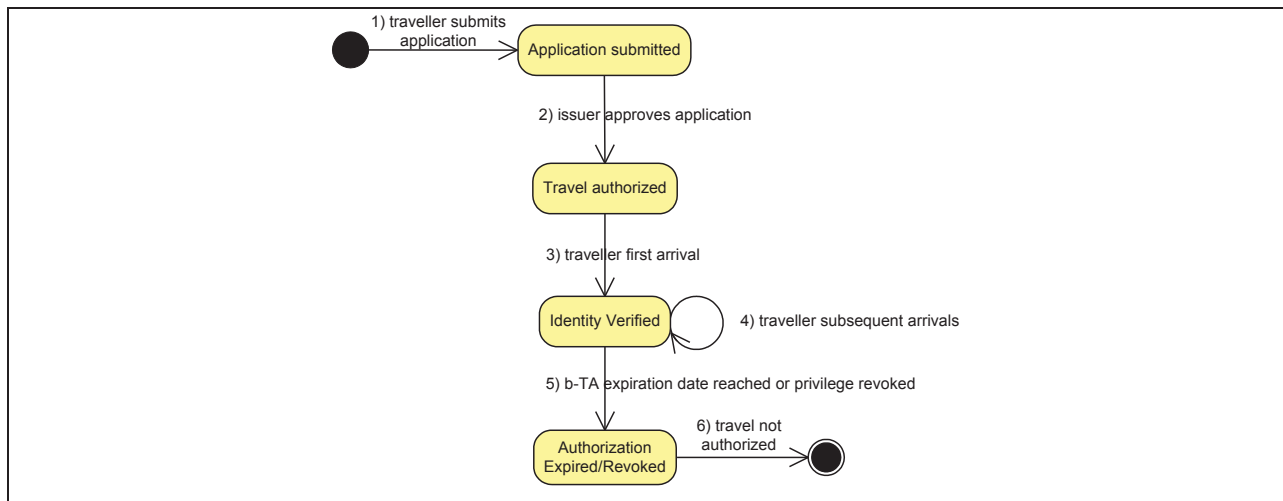 1) traveller submits
application
Application submitted
2) issuer approves application
Travel authorized
3) traveller first arrival
Identity Verified
4) traveller subsequent arrivals
5) b-TA expiration date reached or privilege revoked
Authorization
Expired/Revoked
6) travel not
authorized